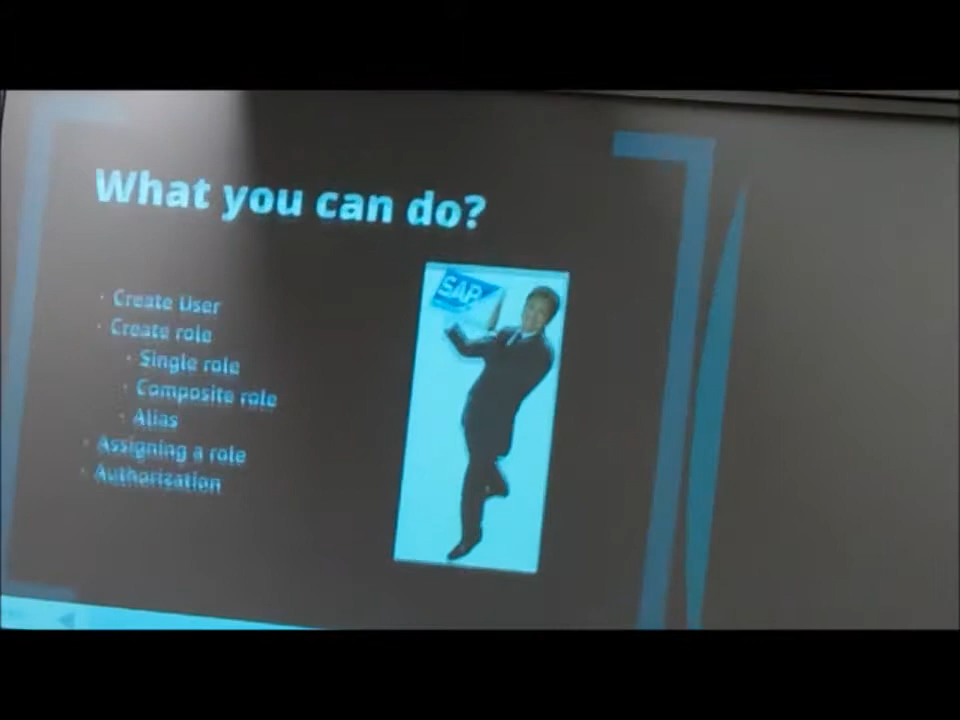 What you can do?
SAP
Create User
Create role
Single role
Composite role
Alias
Assigning a role
Authorization